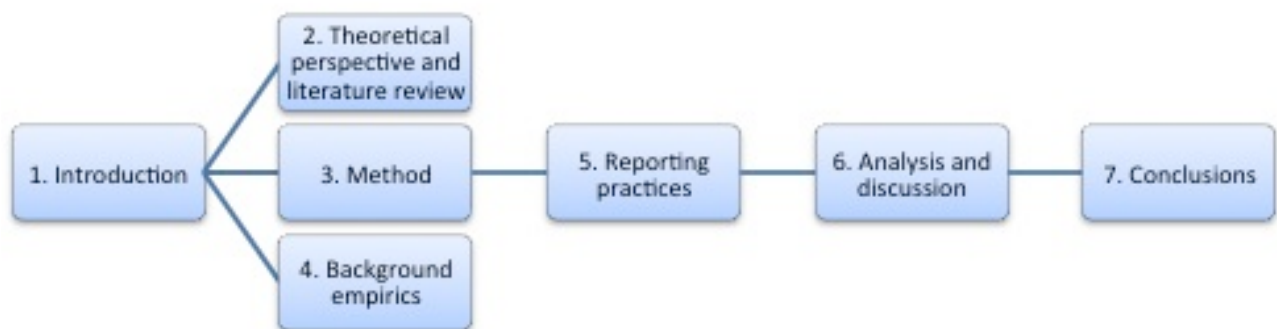 1. Introduction
2. Theoretical
perspective and
literature review
3. Method
4. Background
empirics
5. Reporting
practices
6. Analysis and
discussion
7. Conclusions